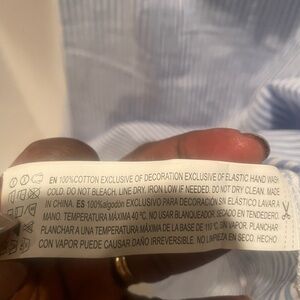 EN 100%COTTON EXCLUSIVE OF DECORATION EXCLUSIVE OF ELASTIC HAND WASH
COLD. DO NOT BLEACH. LINE DRY. IRON LOW IF NEEDED. DO NOT DRY CLEAN. MADE
IN CHINA. ES 100%algodón EXCLUSIVO PARA DECORACIÓN SIN ELÁSTICO LAVAR A
MANO. TEMPERATURA MÁXIMA 40 ºC, NO USAR BLANQUEADOR. SECADO EN TENDEDERO.
PLANCHAR A UNA TEMPERATURA MÁXIMA DE LA BASE DE 110 ºC, SIN VAPOR. PLANCHAR
CON VAPOR PUEDE CAUSAR DAÑO IRREVERSIBLE. NO LIMPIEZA EN SECO. HECHO